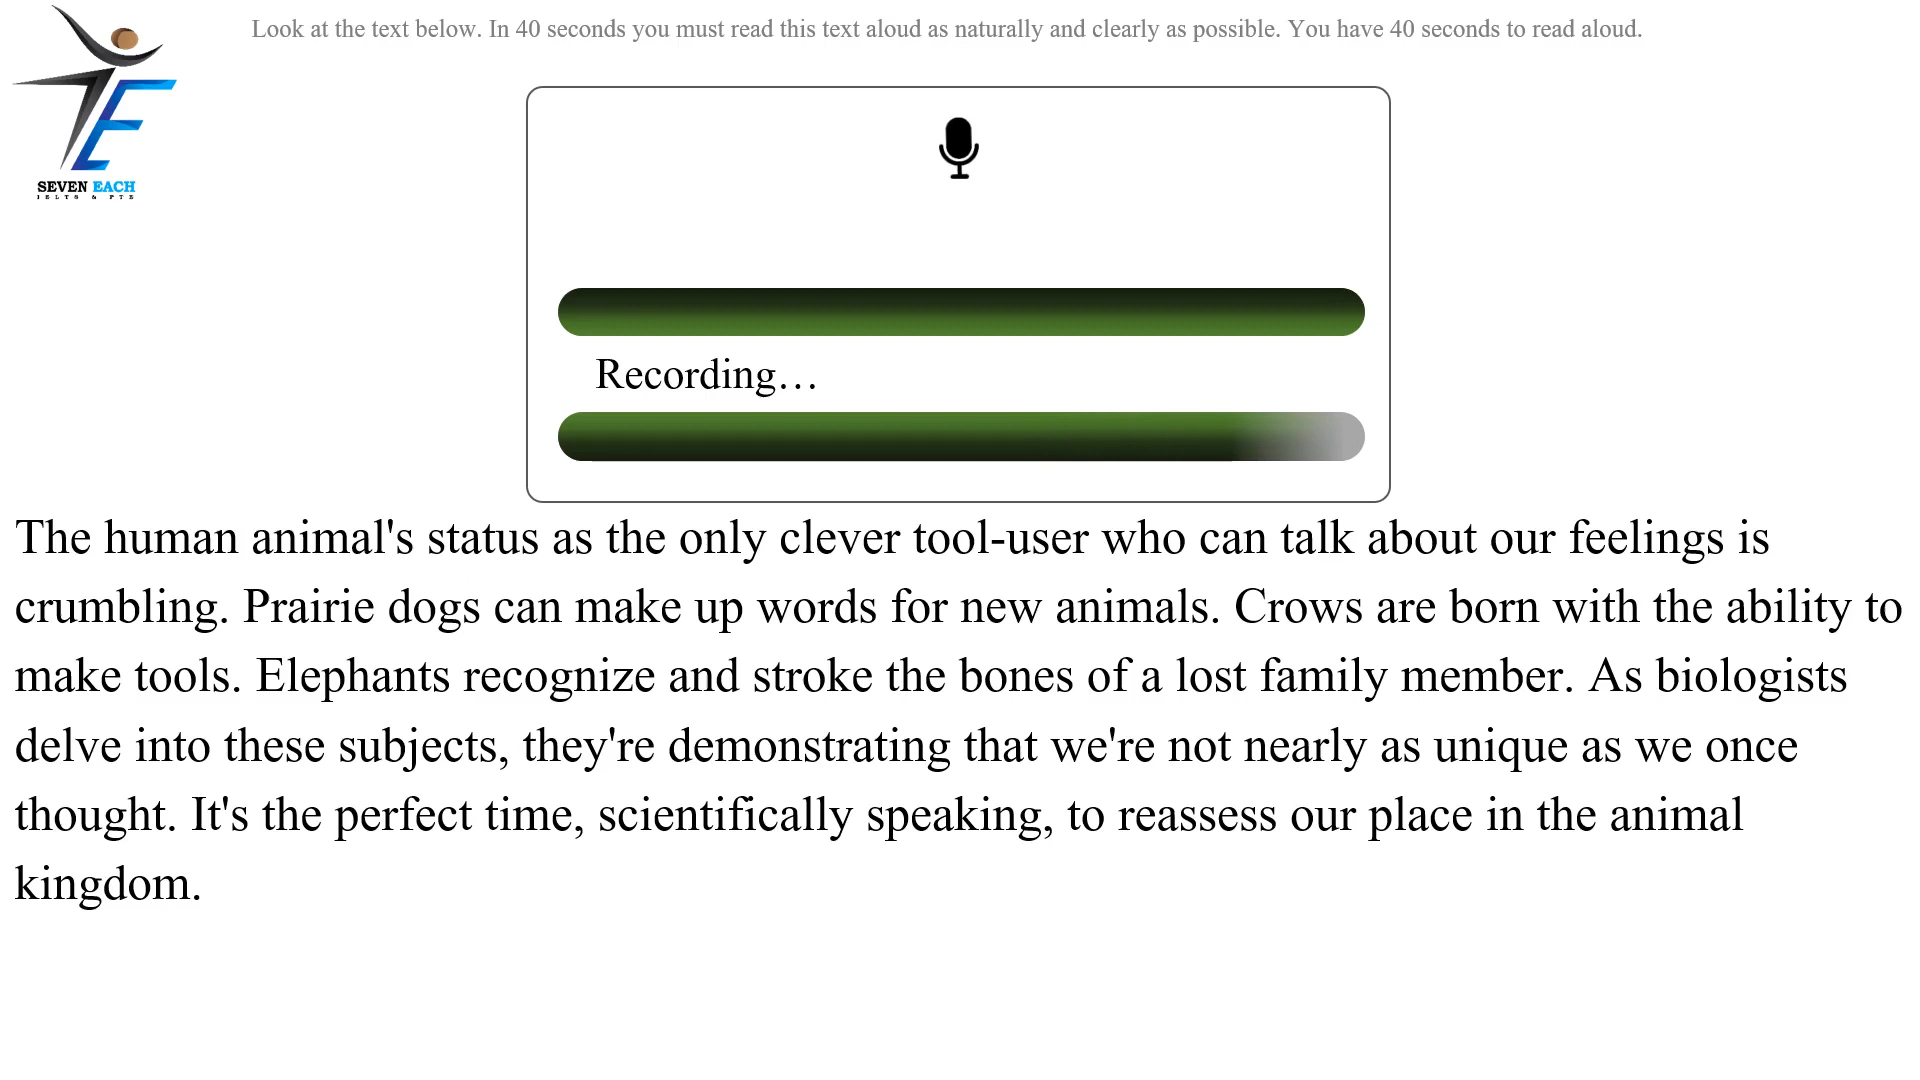 Look at the text below. In 40 seconds you must read this text aloud as naturally and clearly as possible. You have 40 seconds to read aloud.
SEVEN EACH
IELTS & PTE
Recording…
The human animal's status as the only clever tool-user who can talk about our feelings is
crumbling. Prairie dogs can make up words for new animals. Crows are born with the ability to
make tools. Elephants recognize and stroke the bones of a lost family member. As biologists
delve into these subjects, they're demonstrating that we're not nearly as unique as we once
thought. It's the perfect time, scientifically speaking, to reassess our place in the animal
kingdom.